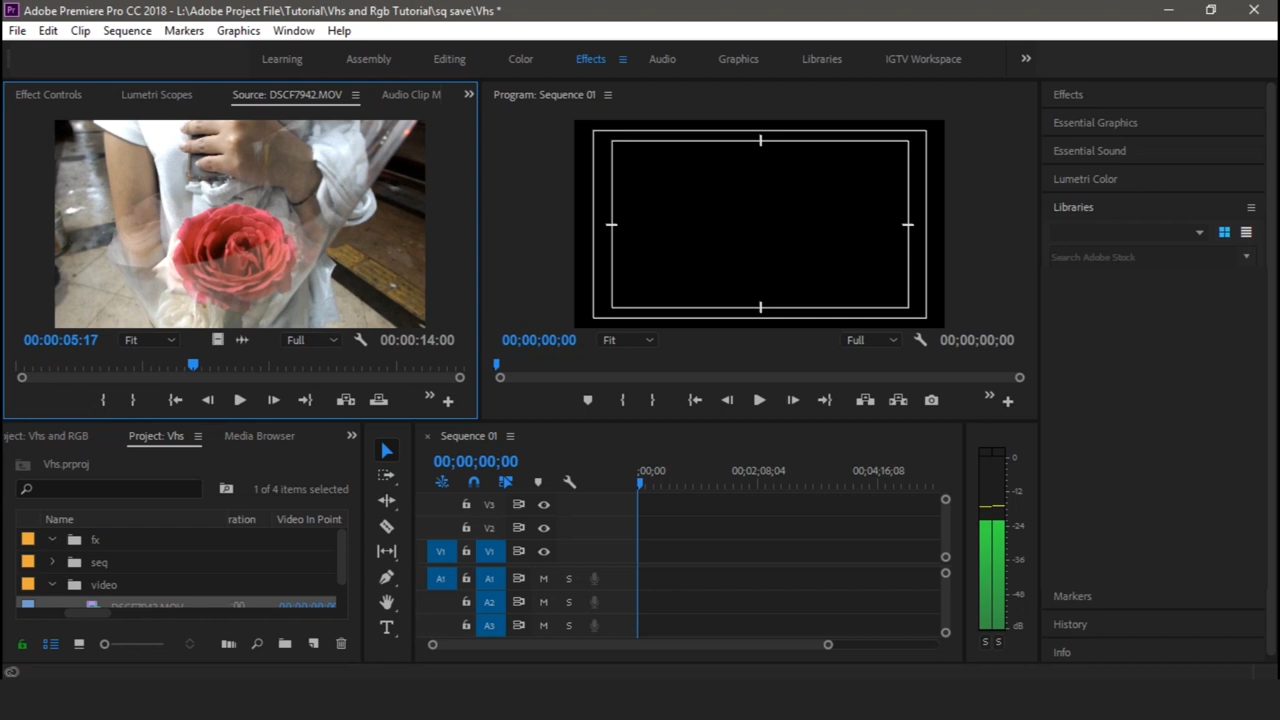 Adobe Premiere Pro CC 2018 - L:\Adobe Project File\Tutorial\Vhs and Rgb Tutorial\sq save\Vhs *
File Edit Clip Sequence Markers Graphics Window Help
Learning Assembly Editing Color Effects Audio Graphics Libraries IGTV Workspace
Effect Controls Lumetri Scopes Source: DSCF7942.MOV Audio Clip M
Program: Sequence 01
Effects
Essential Graphics
Essential Sound
Lumetri Color
Libraries
Search Adobe Stock
00:00:05:17 Fit Full 00:00:14:00
00;00;00;00 Fit Full 00;00;00;00
oject: Vhs and RGB Project: Vhs Media Browser
Vhs.prproj
1 of 4 items selected
Name ration Video In Point
fx
seq
video
DSCF7942.MOV :00 00:00:00:00
T
Sequence 01
00;00;00;00
;00;00 00;02;08;04 00;04;16;08
V3
V2
V1 V1
A1 A1 M S
A2 M S
A3 M S
0
-12
-24
-36
-48
dB
S S
Markers
History
Info